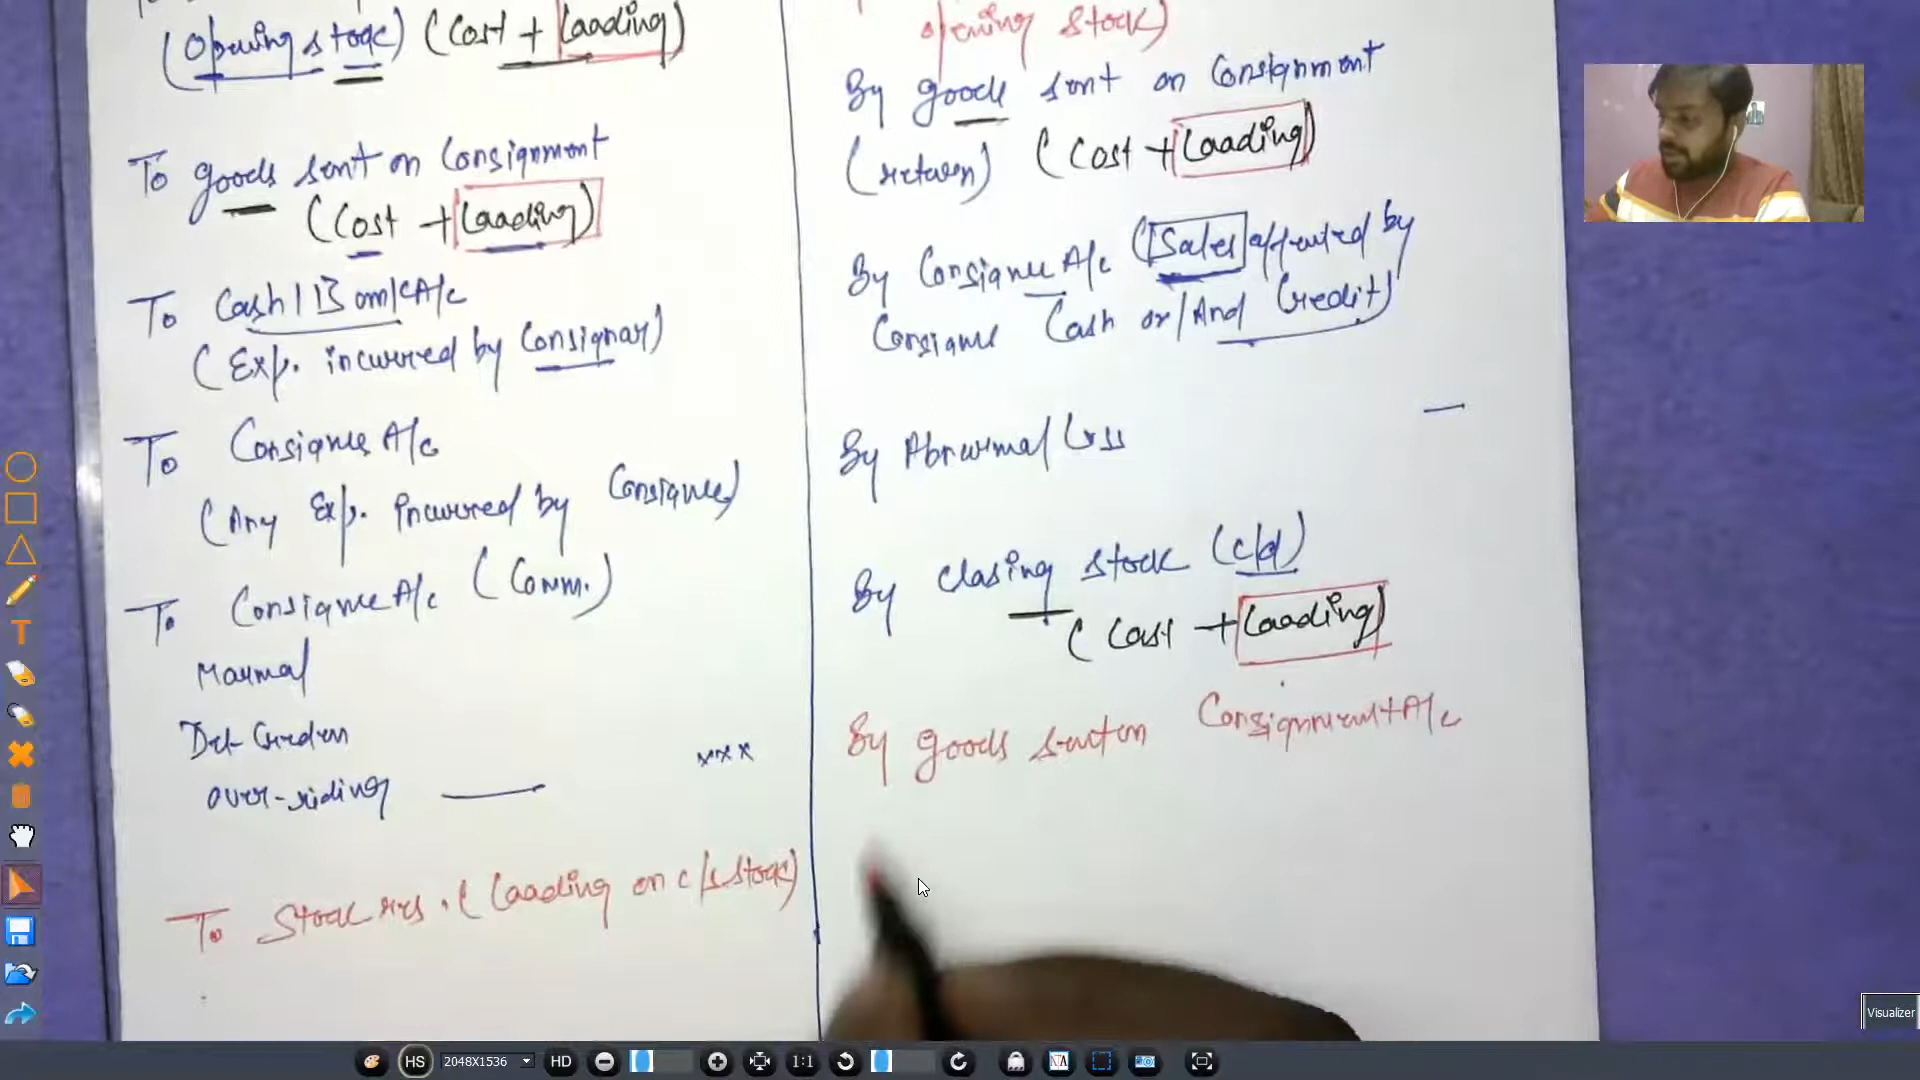 (Opening stock) (Cost + Loading)
To goods sent on Consignment
(Cost + Loading)
To Cash | Bank A/c
(Exp. incurred by Consignar)
To Consignee A/c
(Any Exp. incurred by Consignee)
To Consignee A/c (Comm.)
Normal
Del-Creden
over-riding
xxx
To Stock res. (Loading on c/s stock)
opening stock)
By goods sent on Consignment
(return) (Cost + Loading)
By Consignee A/c (Sales affected by
Consignee Cash or/And Credit)
By Abnormal Loss
By closing stock (c/d)
(Cost + Loading)
By goods sent on Consignment A/c
T
HS
2048X1536
HD
1:1
Visualizer